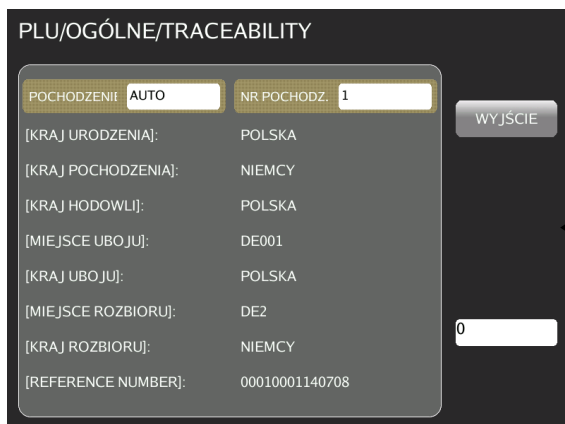 PLU/OGÓLNE/TRACEABILITY
POCHODZENIE AUTO NR POCHODZ. 1
WYJŚCIE
[KRAJ URODZENIA]: POLSKA
[KRAJ POCHODZENIA]: NIEMCY
[KRAJ HODOWLI]: POLSKA
[MIEJSCE UBOJU]: DE001
[KRAJ UBOJU]: POLSKA
[MIEJSCE ROZBIORU]: DE2
0
[KRAJ ROZBIORU]: NIEMCY
[REFERENCE NUMBER]: 00010001140708